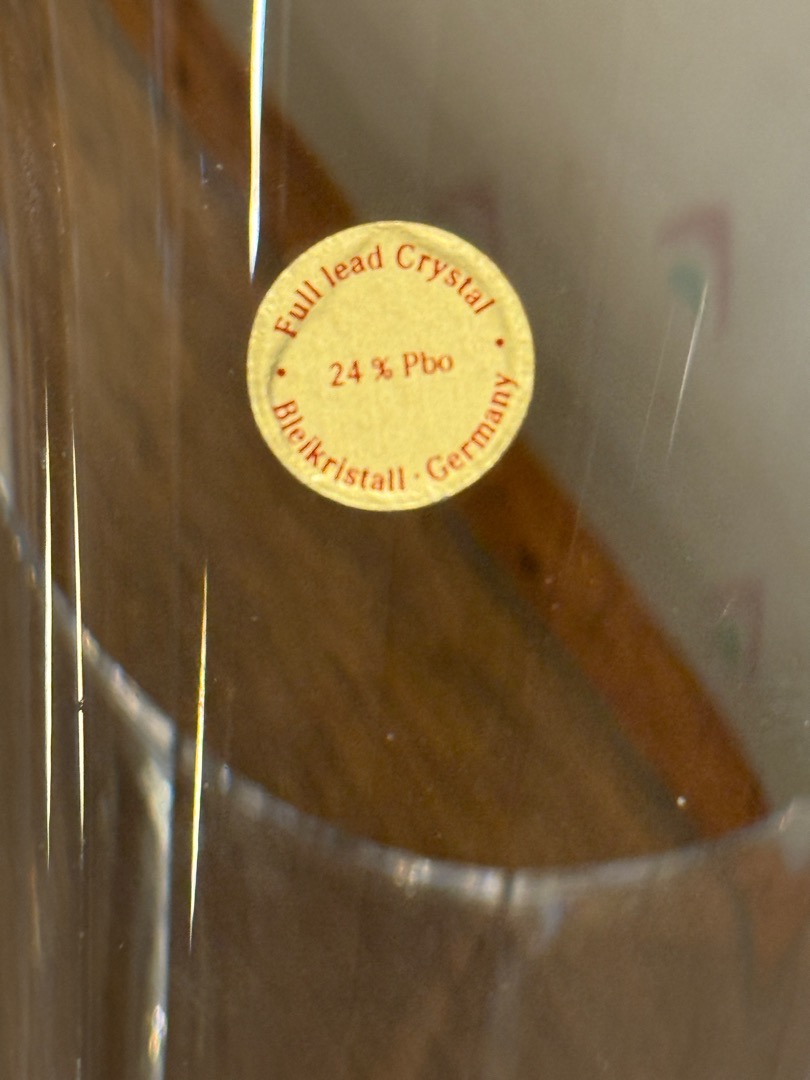 Full lead Crystal
• 24 % Pbo •
Bleikristall · Germany